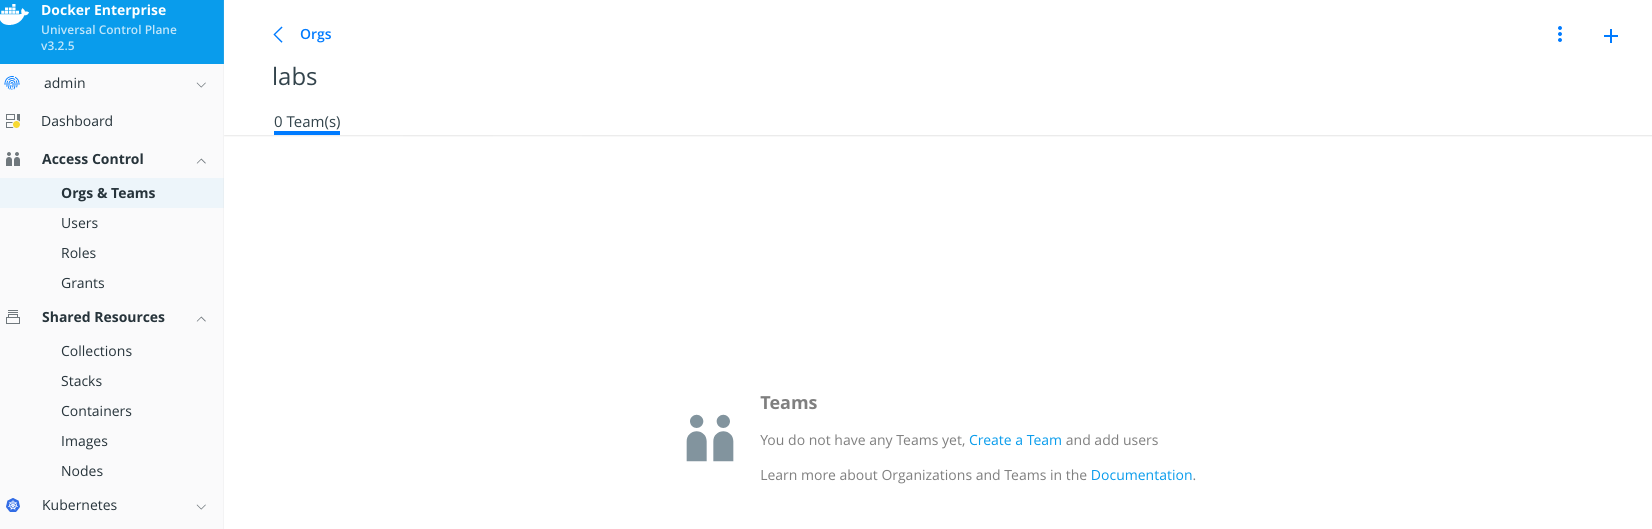 Docker Enterprise
Universal Control Plane
v3.2.5
admin
Dashboard
Access Control
Orgs & Teams
Users
Roles
Grants
Shared Resources
Collections
Stacks
Containers
Images
Nodes
Kubernetes
Orgs
labs
0 Team(s)
Teams
You do not have any Teams yet, Create a Team and add users
Learn more about Organizations and Teams in the Documentation.